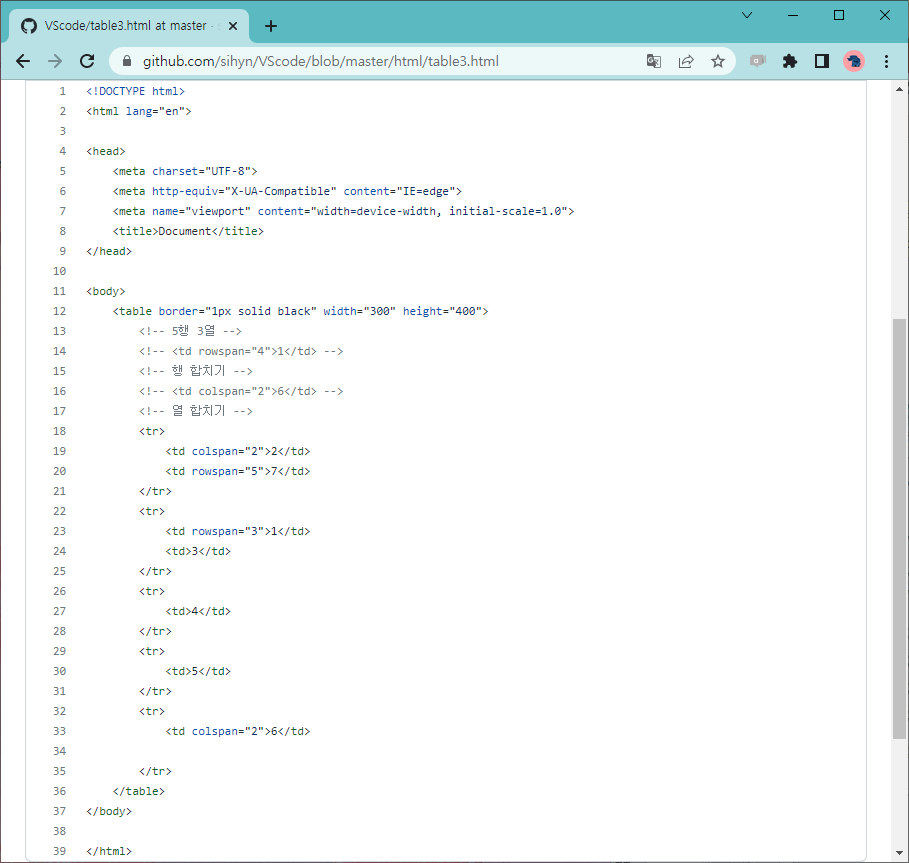 VScode/table3.html at master ·
github.com/sihyn/VScode/blob/master/html/table3.html
1 <!DOCTYPE html>
2 <html lang="en">
3
4 <head>
5 <meta charset="UTF-8">
6 <meta http-equiv="X-UA-Compatible" content="IE=edge">
7 <meta name="viewport" content="width=device-width, initial-scale=1.0">
8 <title>Document</title>
9 </head>
10
11 <body>
12 <table border="1px solid black" width="300" height="400">
13 <!-- 5행 3열 -->
14 <!-- <td rowspan="4">1</td> -->
15 <!-- 행 합치기 -->
16 <!-- <td colspan="2">6</td> -->
17 <!-- 열 합치기 -->
18 <tr>
19 <td colspan="2">2</td>
20 <td rowspan="5">7</td>
21 </tr>
22 <tr>
23 <td rowspan="3">1</td>
24 <td>3</td>
25 </tr>
26 <tr>
27 <td>4</td>
28 </tr>
29 <tr>
30 <td>5</td>
31 </tr>
32 <tr>
33 <td colspan="2">6</td>
34
35 </tr>
36 </table>
37 </body>
38
39 </html>